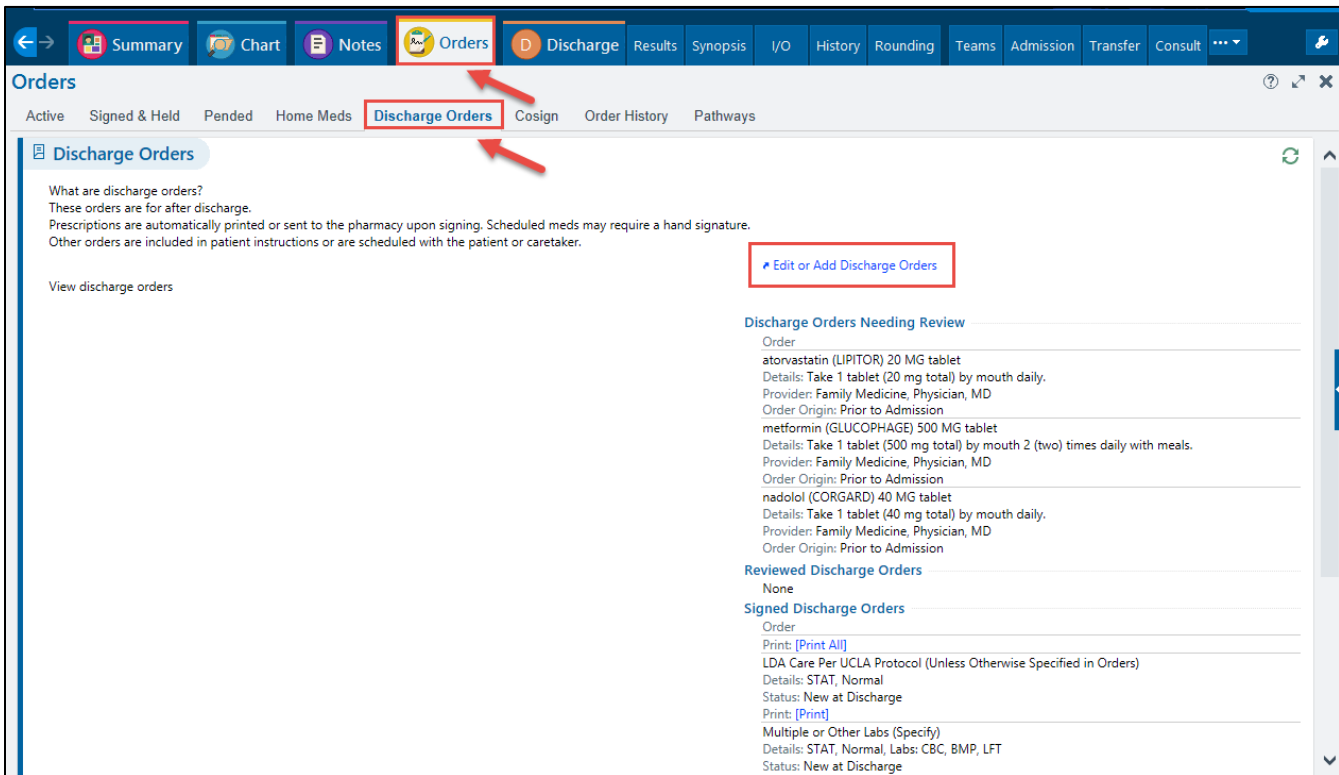 Summary Chart Notes Orders D Discharge Results Synopsis I/O History Rounding Teams Admission Transfer Consult
Orders
Active Signed & Held Pended Home Meds Discharge Orders Cosign Order History Pathways
Discharge Orders
What are discharge orders?
These orders are for after discharge.
Prescriptions are automatically printed or sent to the pharmacy upon signing. Scheduled meds may require a hand signature.
Other orders are included in patient instructions or are scheduled with the patient or caretaker.
View discharge orders
Edit or Add Discharge Orders
Discharge Orders Needing Review
Order
atorvastatin (LIPITOR) 20 MG tablet
Details: Take 1 tablet (20 mg total) by mouth daily.
Provider: Family Medicine, Physician, MD
Order Origin: Prior to Admission
metformin (GLUCOPHAGE) 500 MG tablet
Details: Take 1 tablet (500 mg total) by mouth 2 (two) times daily with meals.
Provider: Family Medicine, Physician, MD
Order Origin: Prior to Admission
nadolol (CORGARD) 40 MG tablet
Details: Take 1 tablet (40 mg total) by mouth daily.
Provider: Family Medicine, Physician, MD
Order Origin: Prior to Admission
Reviewed Discharge Orders
None
Signed Discharge Orders
Order
Print: [Print All]
LDA Care Per UCLA Protocol (Unless Otherwise Specified in Orders)
Details: STAT, Normal
Status: New at Discharge
Print: [Print]
Multiple or Other Labs (Specify)
Details: STAT, Normal, Labs: CBC, BMP, LFT
Status: New at Discharge